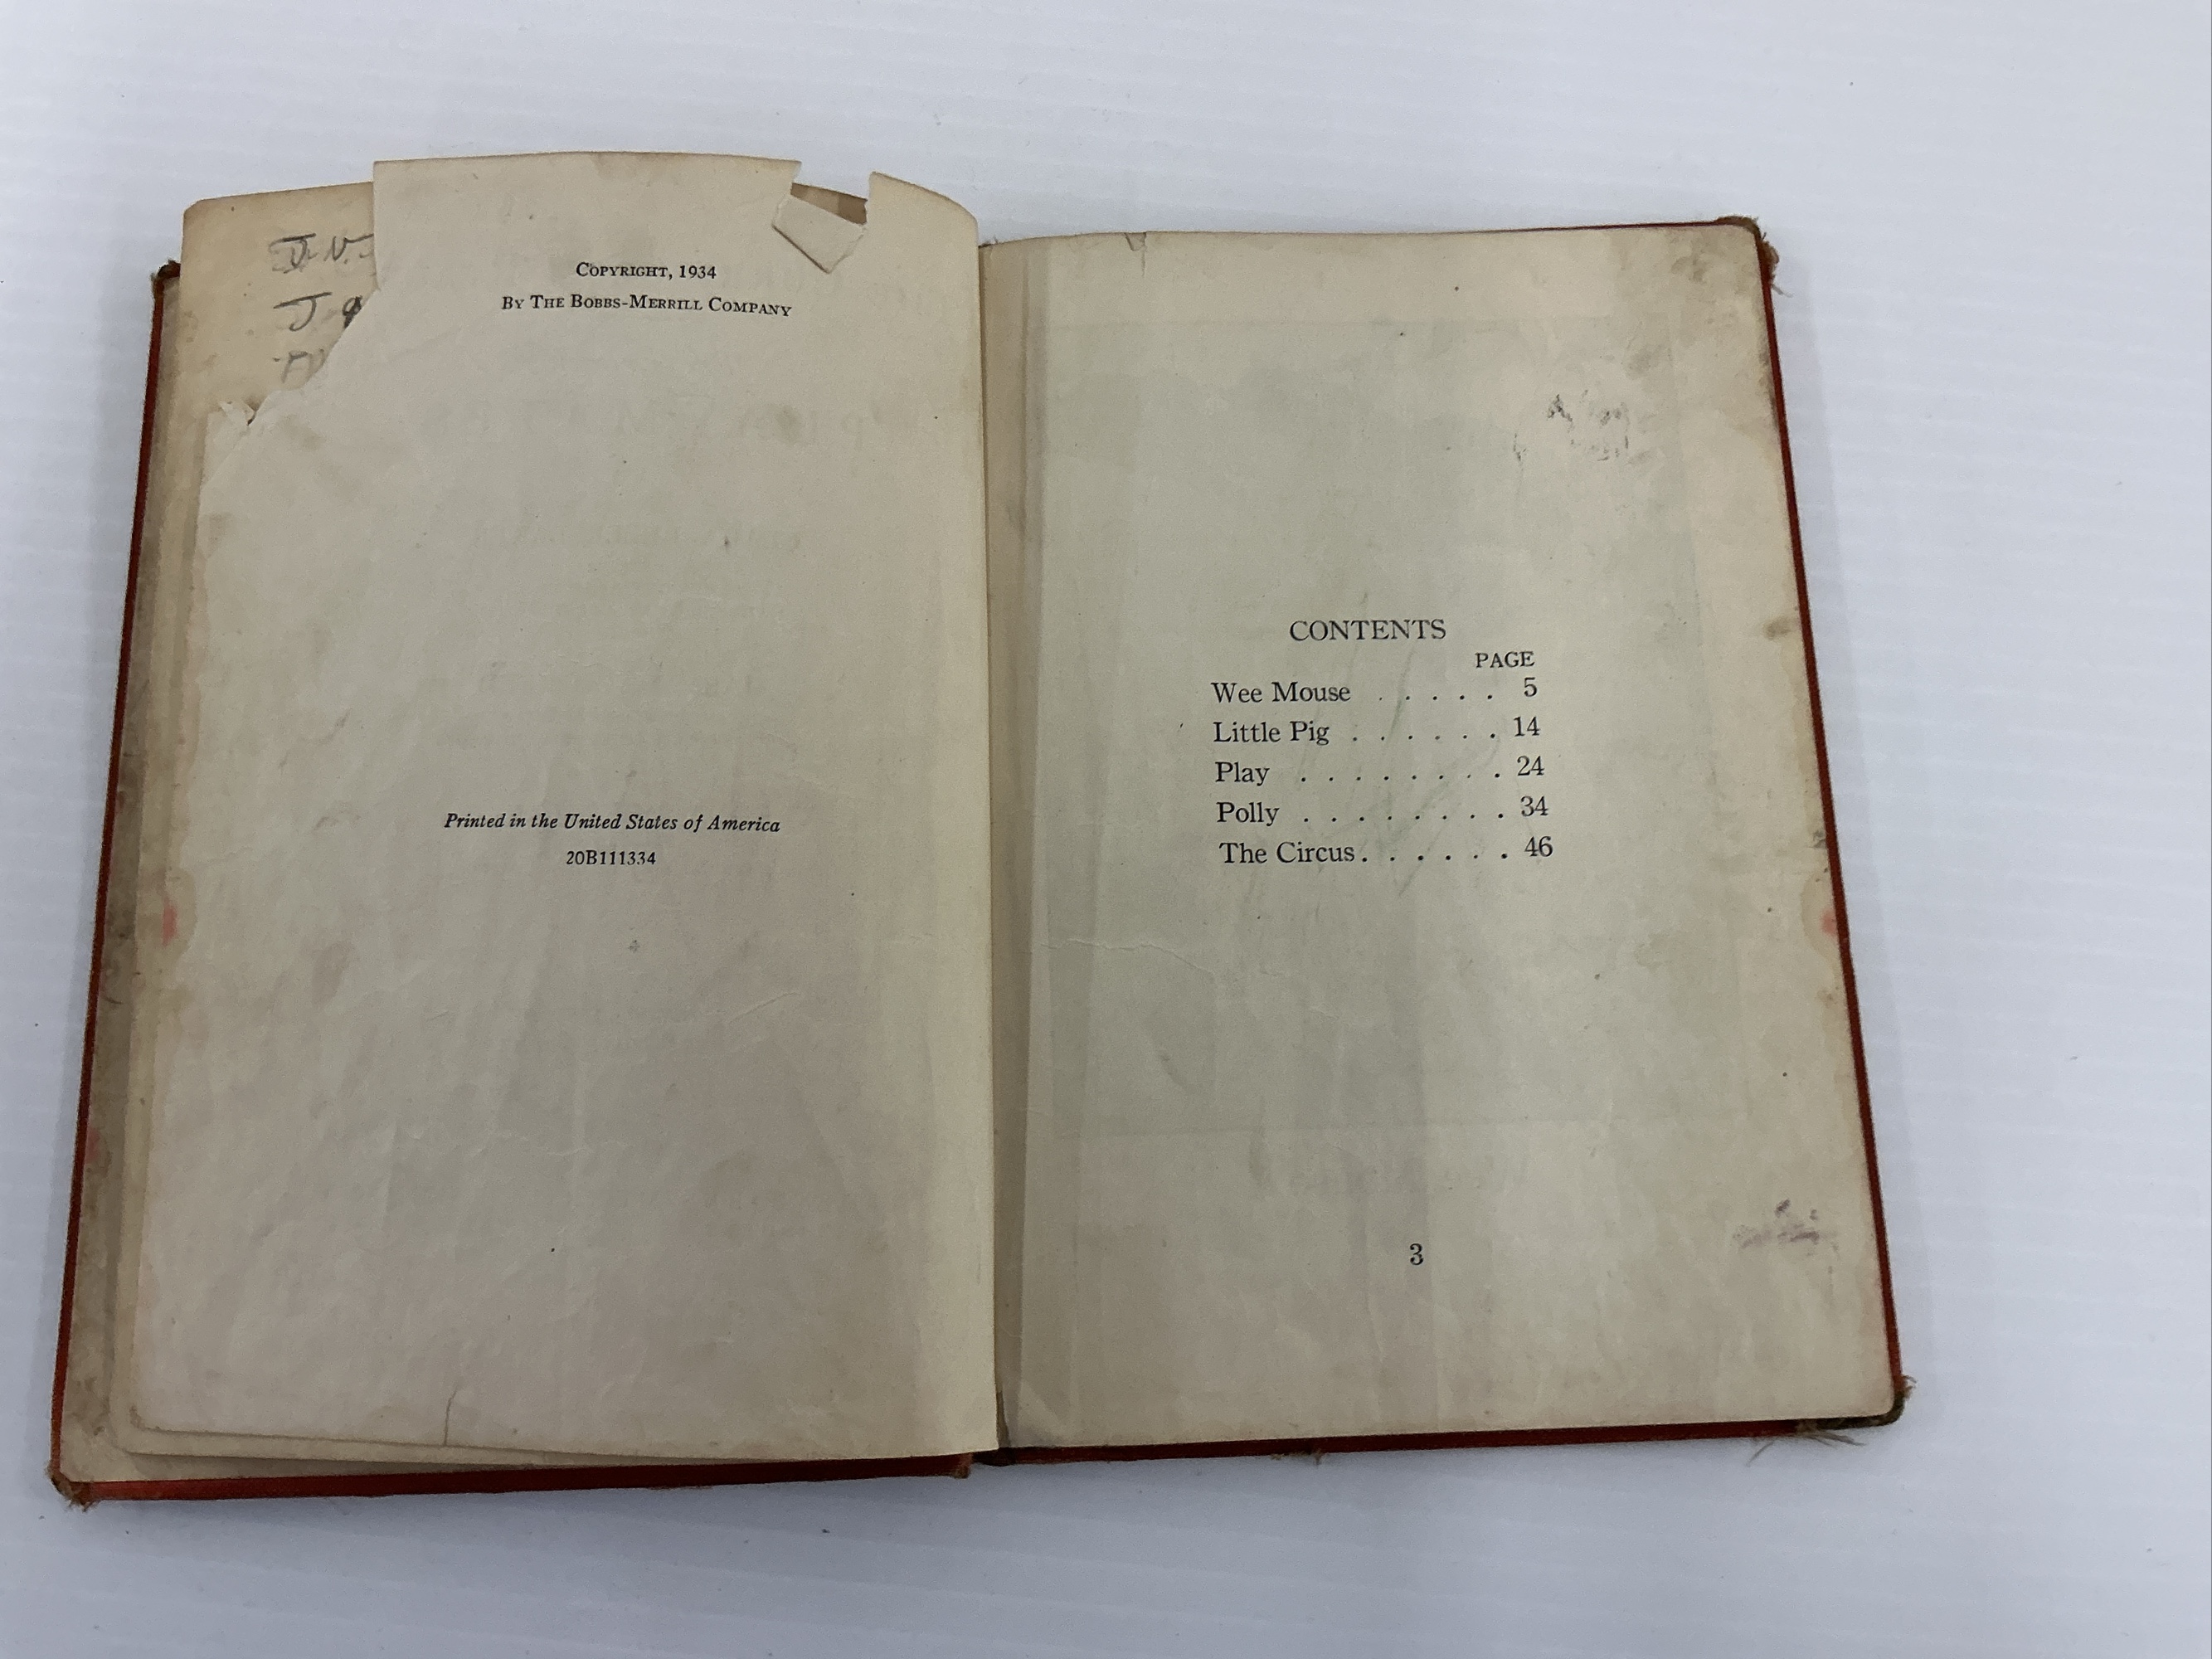 J. N.
J
COPYRIGHT, 1934
BY THE BOBBS-MERRILL COMPANY
Printed in the United States of America
20B111334
CONTENTS
PAGE
Wee Mouse . . . . . 5
Little Pig . . . . . . 14
Play . . . . . . . . 24
Polly . . . . . . . . 34
The Circus . . . . . . 46
3